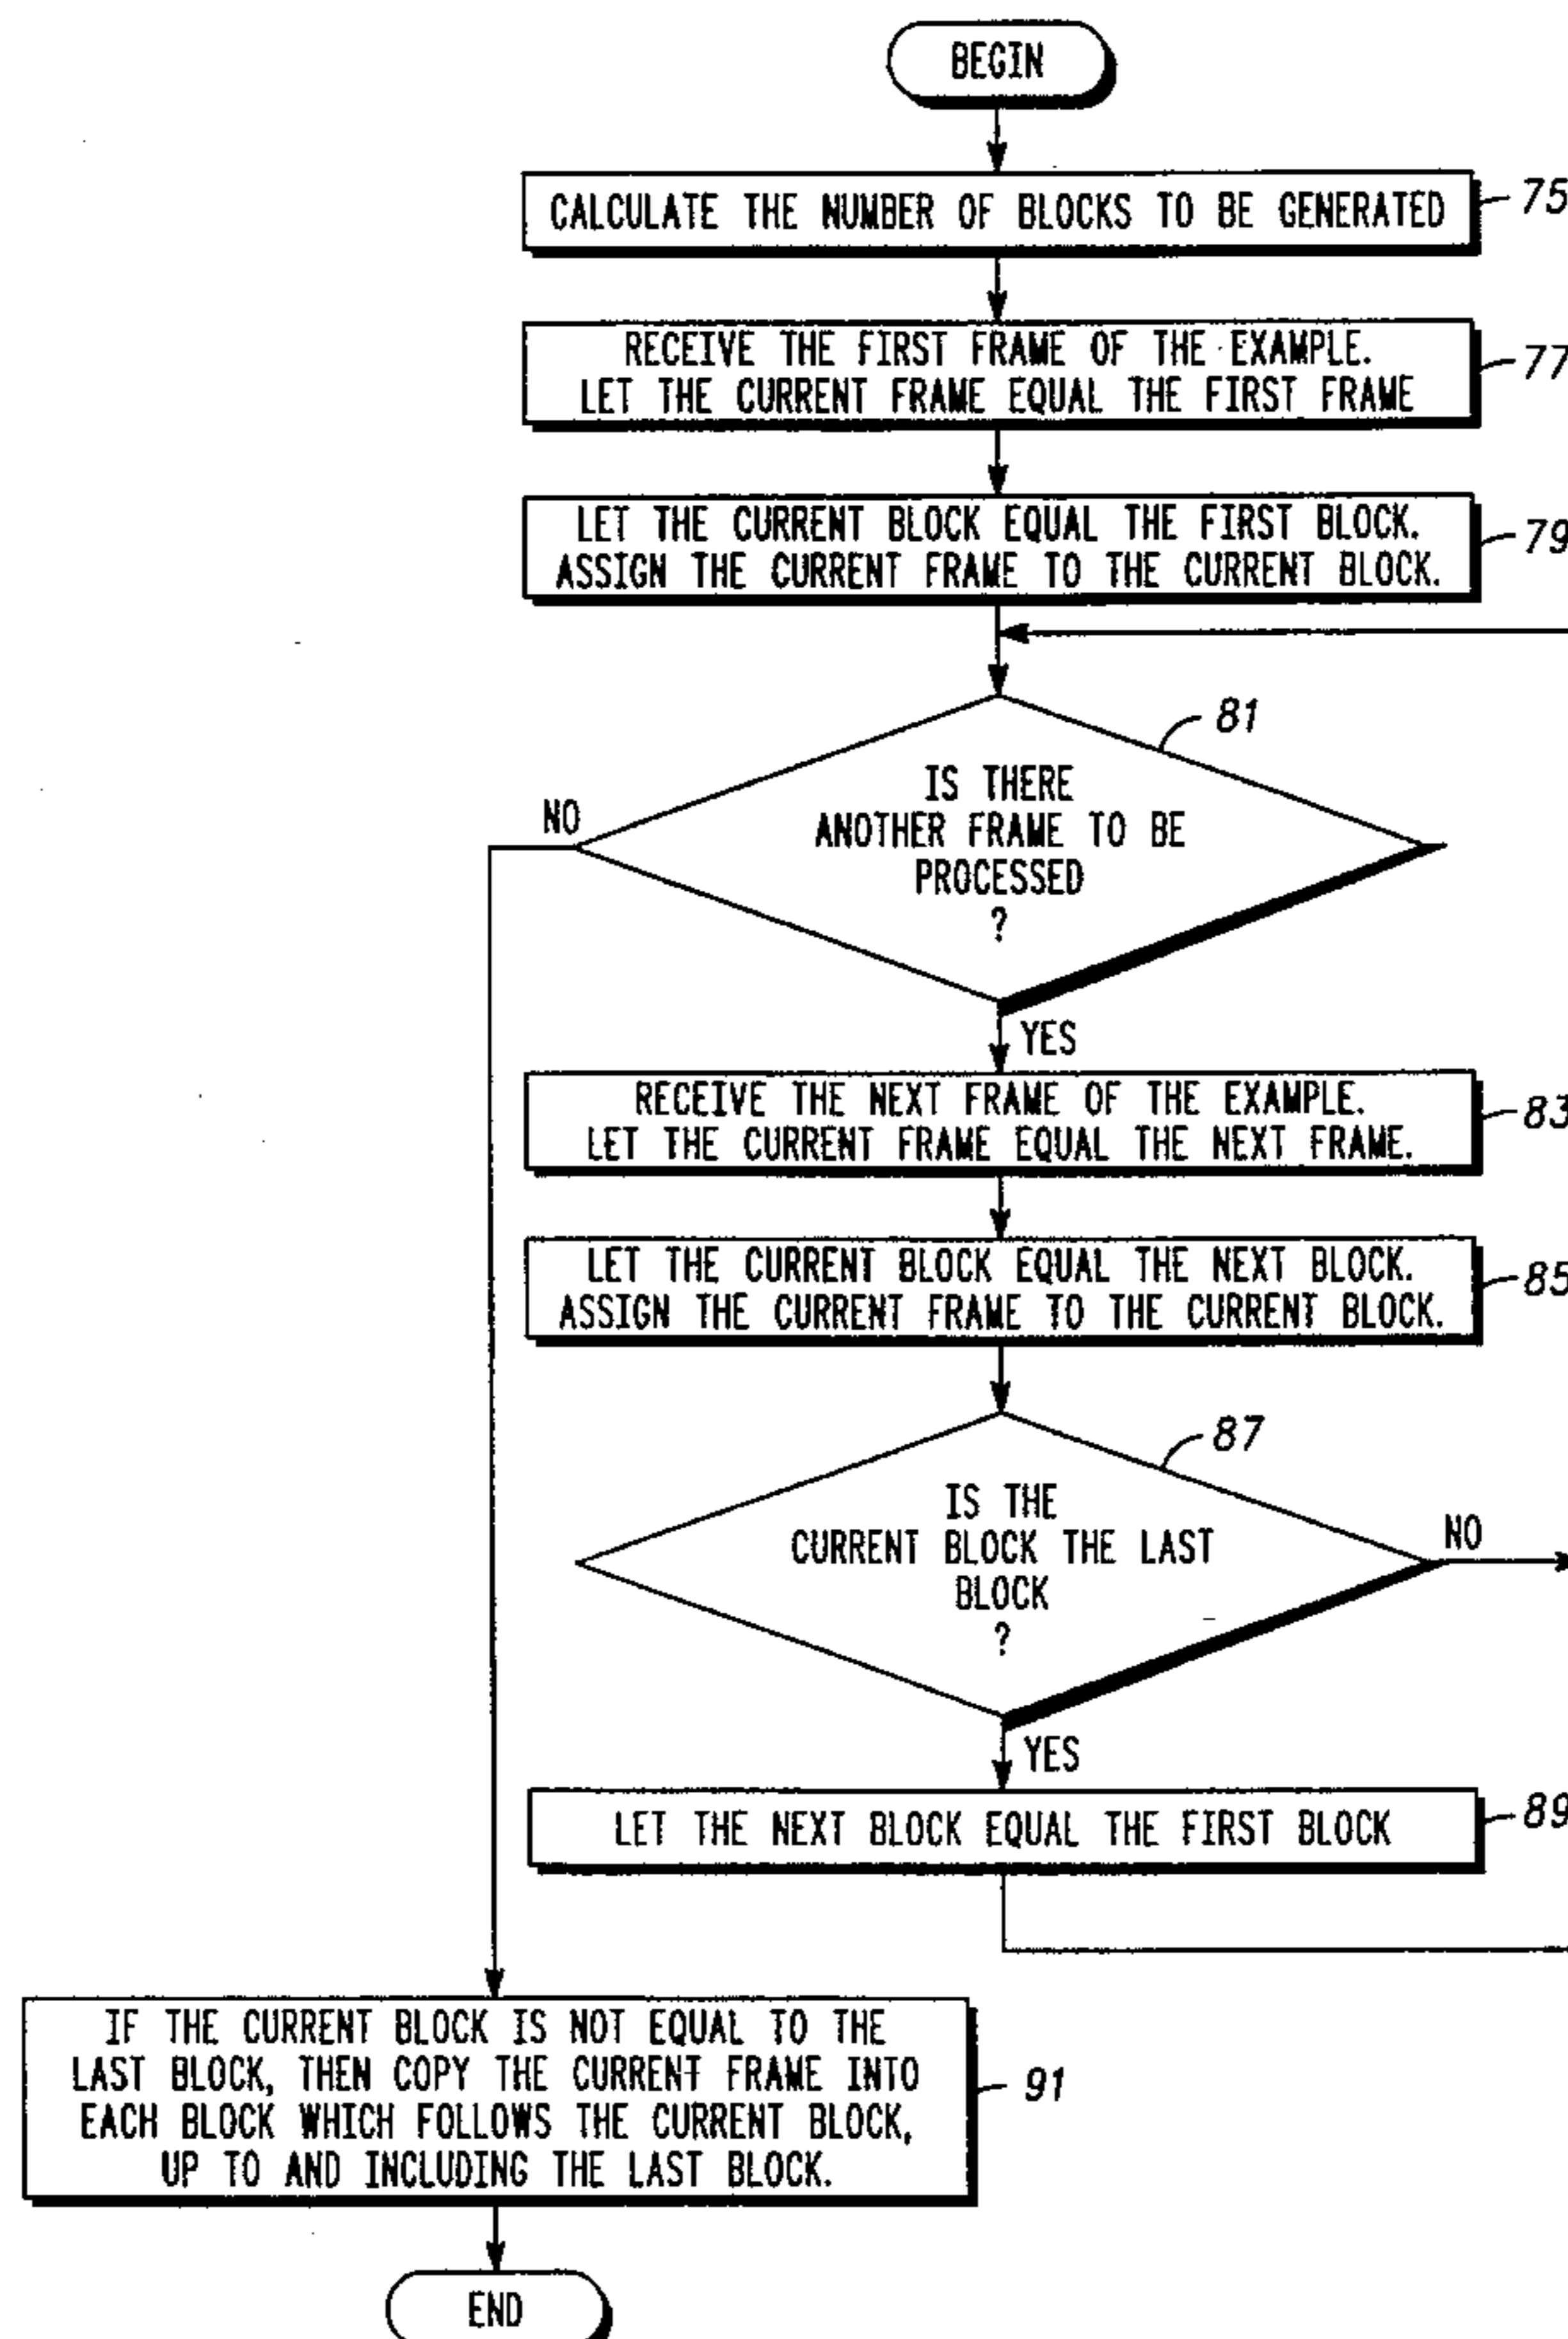 BEGIN
CALCULATE THE NUMBER OF BLOCKS TO BE GENERATED
75
RECEIVE THE FIRST FRAME OF THE EXAMPLE.
LET THE CURRENT FRAME EQUAL THE FIRST FRAME
77
LET THE CURRENT BLOCK EQUAL THE FIRST BLOCK.
ASSIGN THE CURRENT FRAME TO THE CURRENT BLOCK.
79
81
IS THERE
ANOTHER FRAME TO BE
PROCESSED
?
NO
YES
RECEIVE THE NEXT FRAME OF THE EXAMPLE.
LET THE CURRENT FRAME EQUAL THE NEXT FRAME.
83
LET THE CURRENT BLOCK EQUAL THE NEXT BLOCK.
ASSIGN THE CURRENT FRAME TO THE CURRENT BLOCK.
85
87
IS THE
CURRENT BLOCK THE LAST
BLOCK
?
NO
YES
LET THE NEXT BLOCK EQUAL THE FIRST BLOCK
89
IF THE CURRENT BLOCK IS NOT EQUAL TO THE
LAST BLOCK, THEN COPY THE CURRENT FRAME INTO
EACH BLOCK WHICH FOLLOWS THE CURRENT BLOCK,
UP TO AND INCLUDING THE LAST BLOCK.
91
END